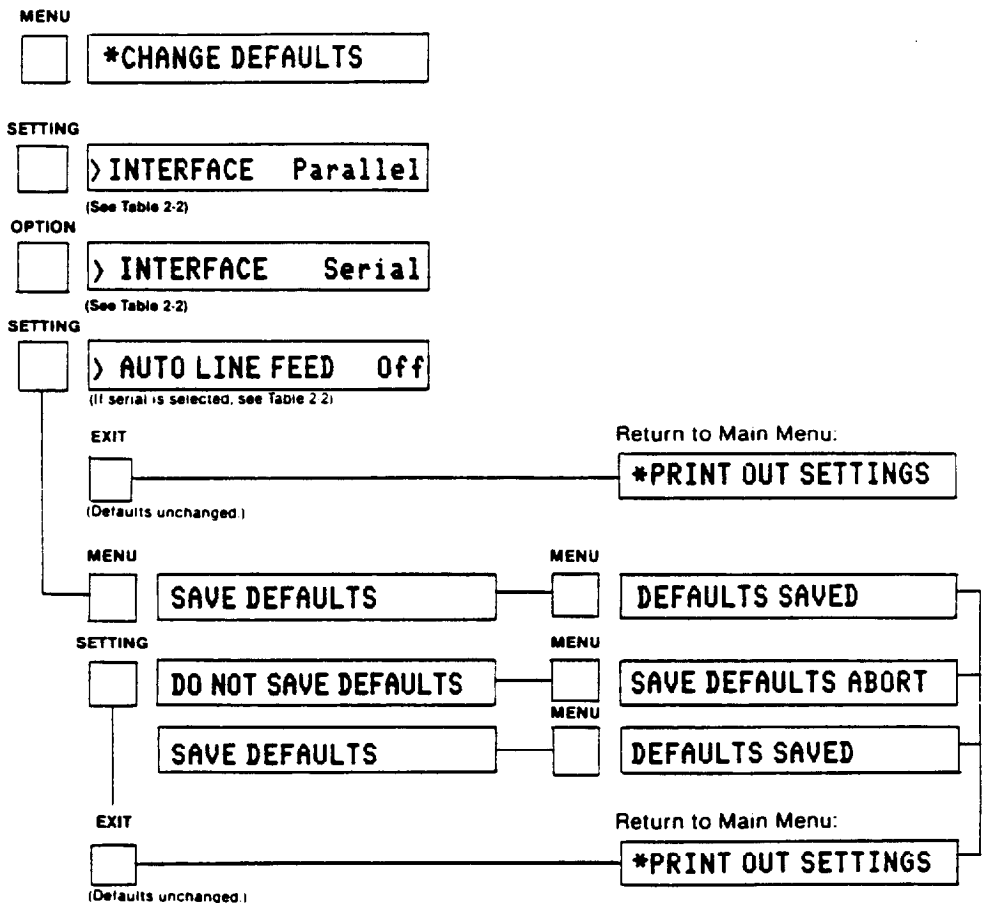 MENU
*CHANGE DEFAULTS
SETTING
>INTERFACE Parallel
(See Table 2-2)
OPTION
> INTERFACE Serial
(See Table 2-2)
SETTING
> AUTO LINE FEED Off
(If serial is selected, see Table 2-2)
EXIT
Return to Main Menu:
*PRINT OUT SETTINGS
(Defaults unchanged.)
MENU
MENU
SAVE DEFAULTS
DEFAULTS SAVED
SETTING
MENU
DO NOT SAVE DEFAULTS
SAVE DEFAULTS ABORT
MENU
SAVE DEFAULTS
DEFAULTS SAVED
EXIT
Return to Main Menu:
*PRINT OUT SETTINGS
(Defaults unchanged.)